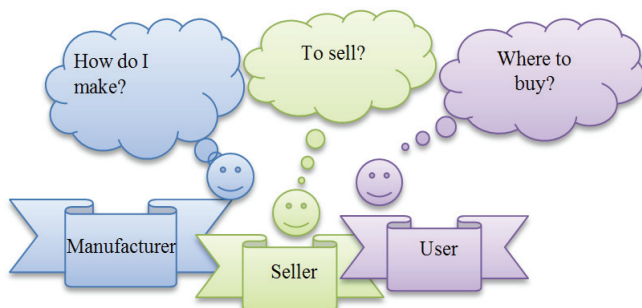 How do I
make?
To sell?
Where to
buy?
Manufacturer
Seller
User